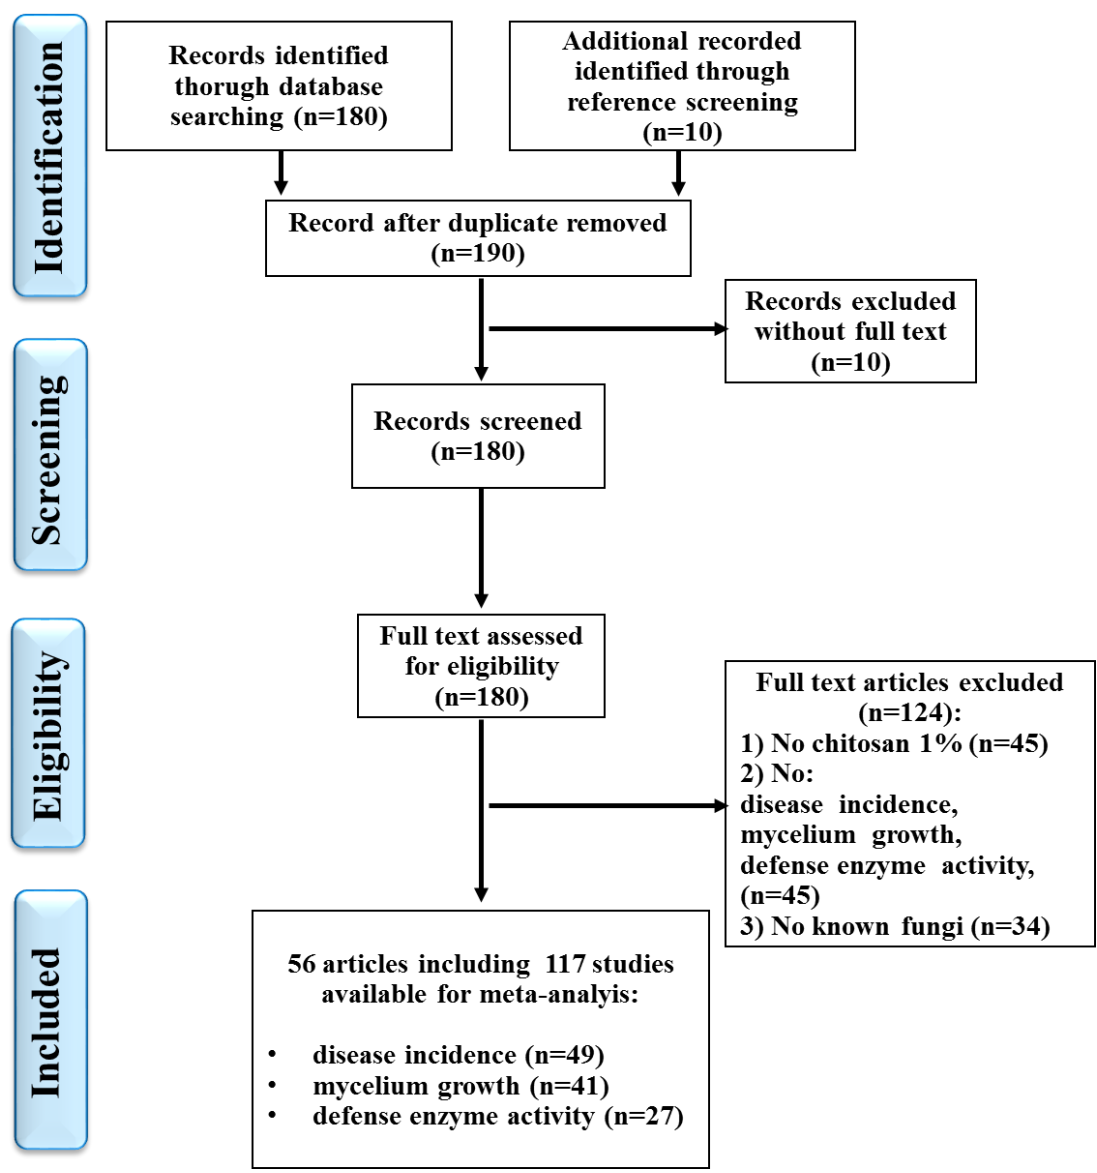 Identification
Records identified
thorugh database
searching (n=180)
Additional recorded
identified through
reference screening
(n=10)
Record after duplicate removed
(n=190)
Records excluded
without full text
(n=10)
Screening
Records screened
(n=180)
Eligibility
Full text assessed
for eligibility
(n=180)
Full text articles excluded
(n=124):
1) No chitosan 1% (n=45)
2) No:
disease incidence,
mycelium growth,
defense enzyme activity,
(n=45)
3) No known fungi (n=34)
Included
56 articles including 117 studies
available for meta-analyis:
• disease incidence (n=49)
• mycelium growth (n=41)
• defense enzyme activity (n=27)